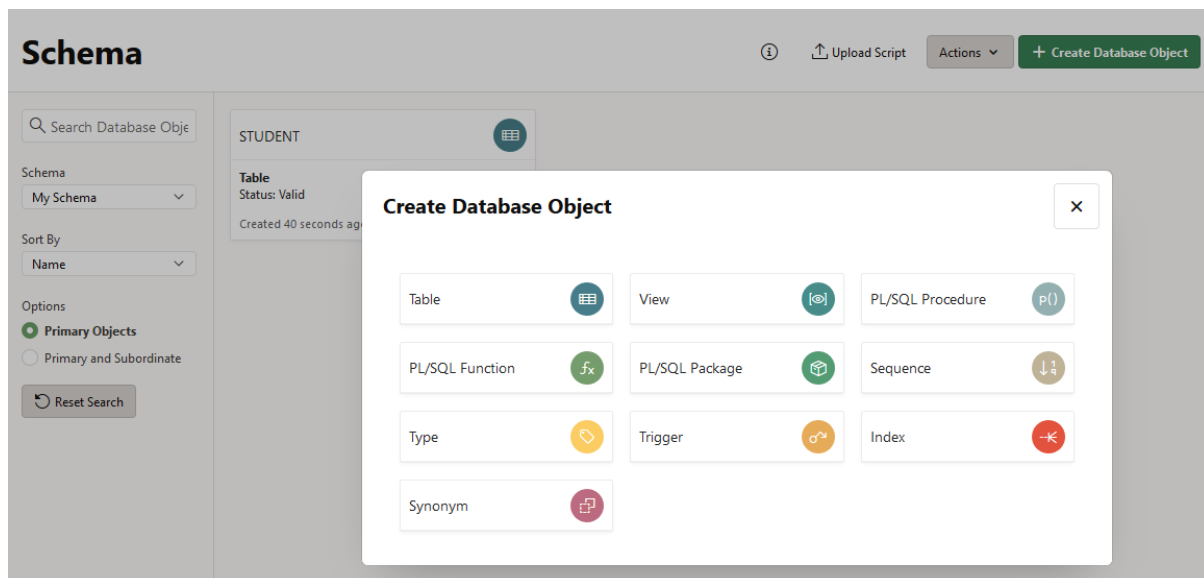 Schema
Upload Script
Actions
+ Create Database Object
Search Database Obje
Schema
My Schema
Sort By
Name
Options
Primary Objects
Primary and Subordinate
Reset Search
STUDENT
Table
Status: Valid
Created 40 seconds ago
Create Database Object
Table
View
PL/SQL Procedure
p()
PL/SQL Function
fx
PL/SQL Package
Sequence
Type
Trigger
Index
Synonym